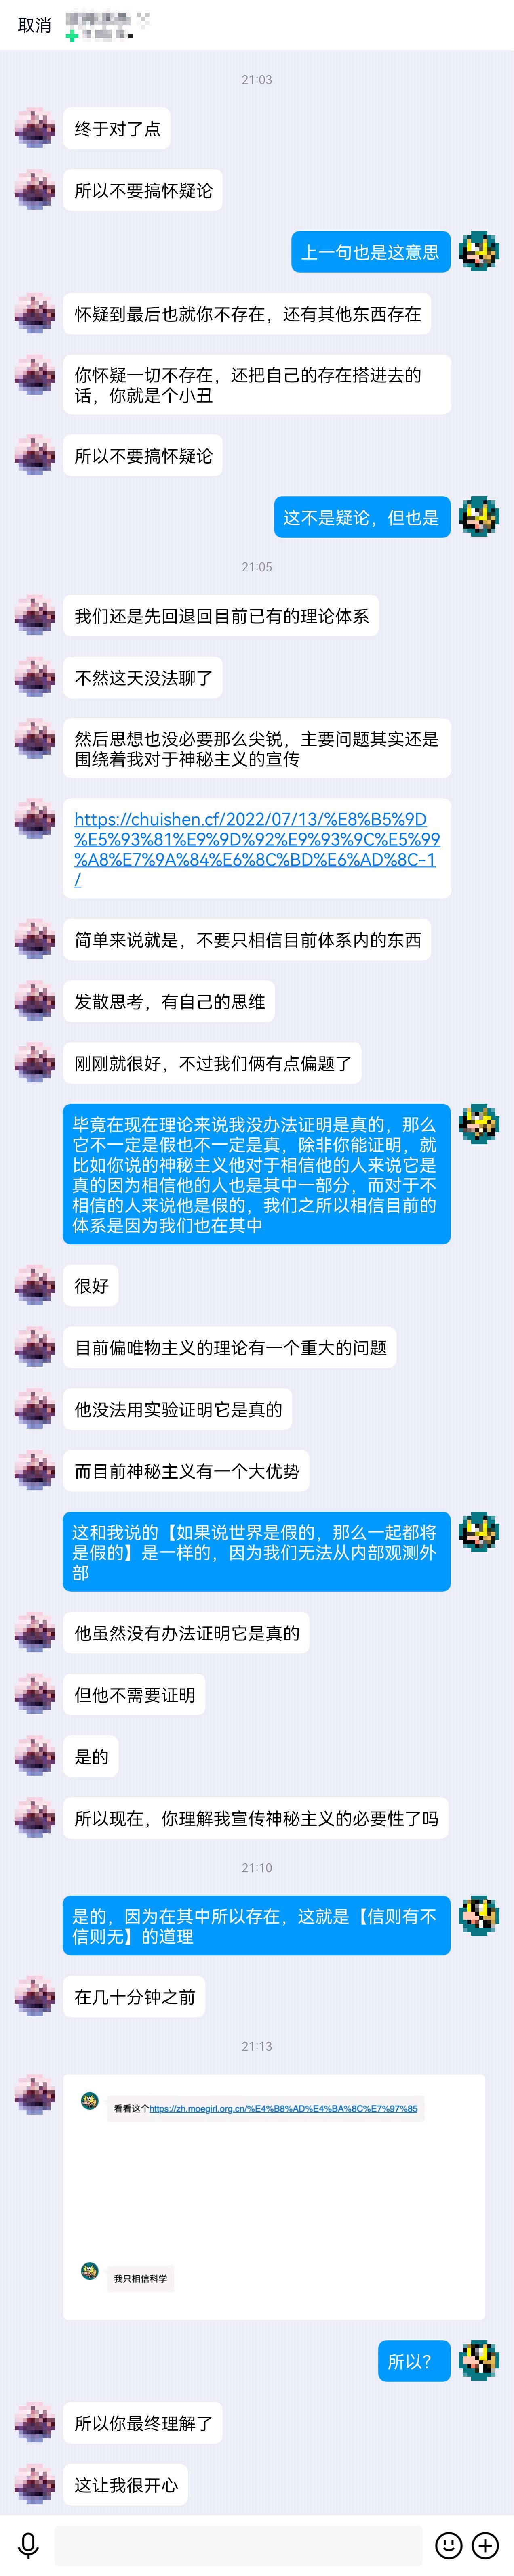 取消
21:03
终于对了点
所以不要搞怀疑论
上一句也是这意思
怀疑到最后也就你不存在，还有其他东西存在
你怀疑一切不存在，还把自己的存在搭进去的
话，你就是个小丑
所以不要搞怀疑论
这不是疑论，但也是
21:05
我们还是先回退回目前已有的理论体系
不然这天没法聊了
然后思想也没必要那么尖锐，主要问题其实还是
围绕着我对于神秘主义的宣传
https://chuishen.cf/2022/07/13/%E8%B5%9D
%E5%93%81%E9%9D%92%E9%93%9C%E5%99
%A8%E7%9A%84%E6%8C%BD%E6%AD%8C-1
/
简单来说就是，不要只相信目前体系内的东西
发散思考，有自己的思维
刚刚就很好，不过我们俩有点偏题了
毕竟在现在理论来说我没办法证明是真的，那么
它不一定是假也不一定是真，除非你能证明，就
比如你说的神秘主义他对于相信他的人来说它是
真的因为相信他的人也是其中一部分，而对于不
相信的人来说他是假的，我们之所以相信目前的
体系是因为我们也在其中
很好
目前偏唯物主义的理论有一个重大的问题
他没法用实验证明它是真的
而目前神秘主义有一个大优势
这和我说的【如果说世界是假的，那么一起都将
是假的】是一样的，因为我们无法从内部观测外
部
他虽然没有办法证明它是真的
但他不需要证明
是的
所以现在，你理解我宣传神秘主义的必要性了吗
21:10
是的，因为在其中所以存在，这就是【信则有不
信则无】的道理
在几十分钟之前
21:13
看看这个https://zh.moegirl.org.cn/%E4%B8%AD%E4%BA%8C%E7%97%85
我只相信科学
所以？
所以你最终理解了
这让我很开心